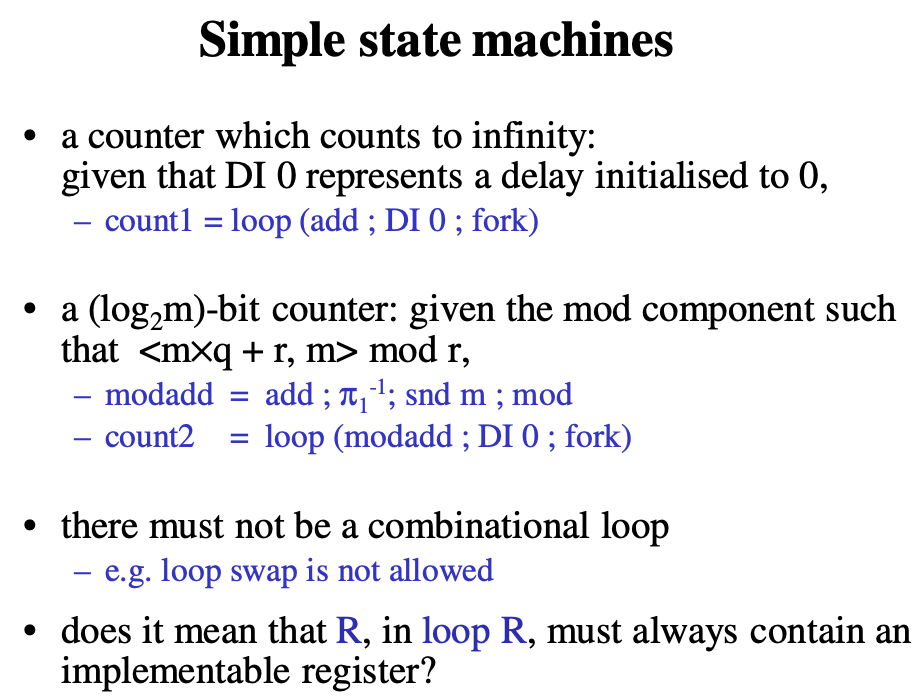 Simple state machines
• a counter which counts to infinity:
given that DI 0 represents a delay initialised to 0,
– count1 = loop (add ; DI 0 ; fork)
• a (log₂m)-bit counter: given the mod component such
that <m×q + r, m> mod r,
– modadd = add ; π₁⁻¹; snd m ; mod
– count2 = loop (modadd ; DI 0 ; fork)
• there must not be a combinational loop
– e.g. loop swap is not allowed
• does it mean that R, in loop R, must always contain an
implementable register?